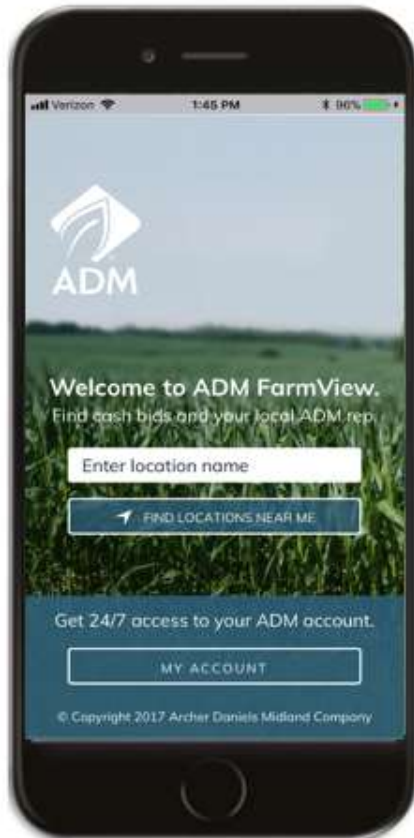 Verizon 1:45 PM 96%
ADM
Welcome to ADM FarmView.
Find cash bids and your local ADM rep.
Enter location name
FIND LOCATIONS NEAR ME
Get 24/7 access to your ADM account.
MY ACCOUNT
© Copyright 2017 Archer Daniels Midland Company